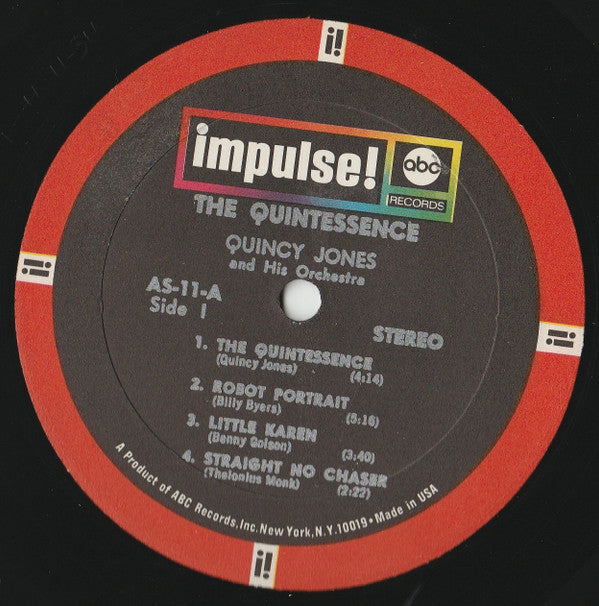 i!
impulse!
abc
RECORDS
THE QUINTESSENCE
QUINCY JONES
and His Orchestra
AS-11-A
Side 1
STEREO
1. THE QUINTESSENCE
(Quincy Jones)
(4:14)
2. ROBOT PORTRAIT
(Billy Byers)
(5:16)
3. LITTLE KAREN
(Benny Golson)
(3:40)
4. STRAIGHT NO CHASER
(Thelonius Monk)
(2:22)
A Product of ABC Records, Inc. New York, N.Y. 10019 • Made in USA
i!
i!
i!